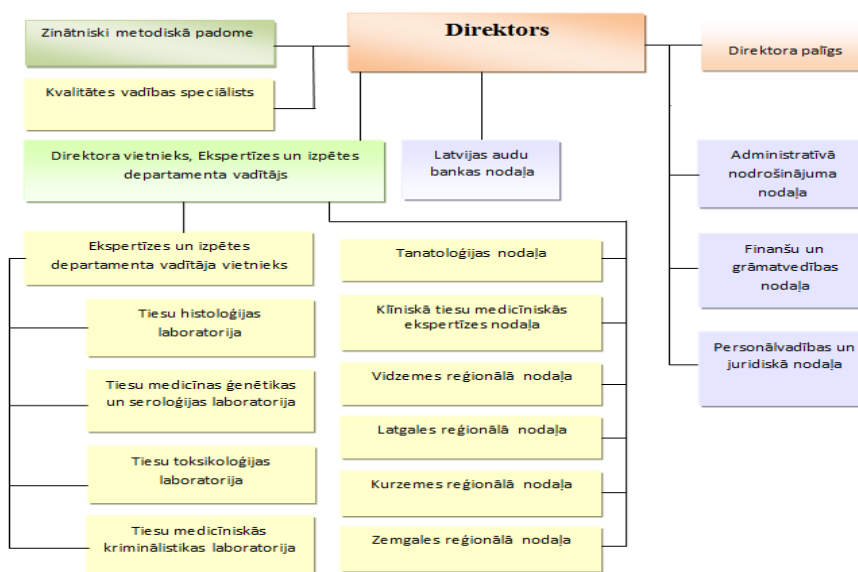 Zinātniski metodiskā padome
Direktors
Direktora palīgs
Kvalitātes vadības speciālists
Direktora vietnieks, Ekspertīzes un izpētes
departamenta vadītājs
Latvijas audu
bankas nodaļa
Administratīvā
nodrošinājuma
nodaļa
Ekspertīzes un izpētes
departamenta vadītāja vietnieks
Tanatoloģijas nodaļa
Finanšu un
grāmatvedības
nodaļa
Tiesu histoloģijas
laboratorija
Klīniskā tiesu medicīniskās
ekspertīzes nodaļa
Personālvadības un
juridiskā nodaļa
Tiesu medicīnas ģenētikas
un seroloģijas laboratorija
Vidzemes reģionālā nodaļa
Latgales reģionālā nodaļa
Tiesu toksikoloģijas
laboratorija
Kurzemes reģionālā nodaļa
Tiesu medicīniskās
kriminālistikas laboratorija
Zemgales reģionālā nodaļa